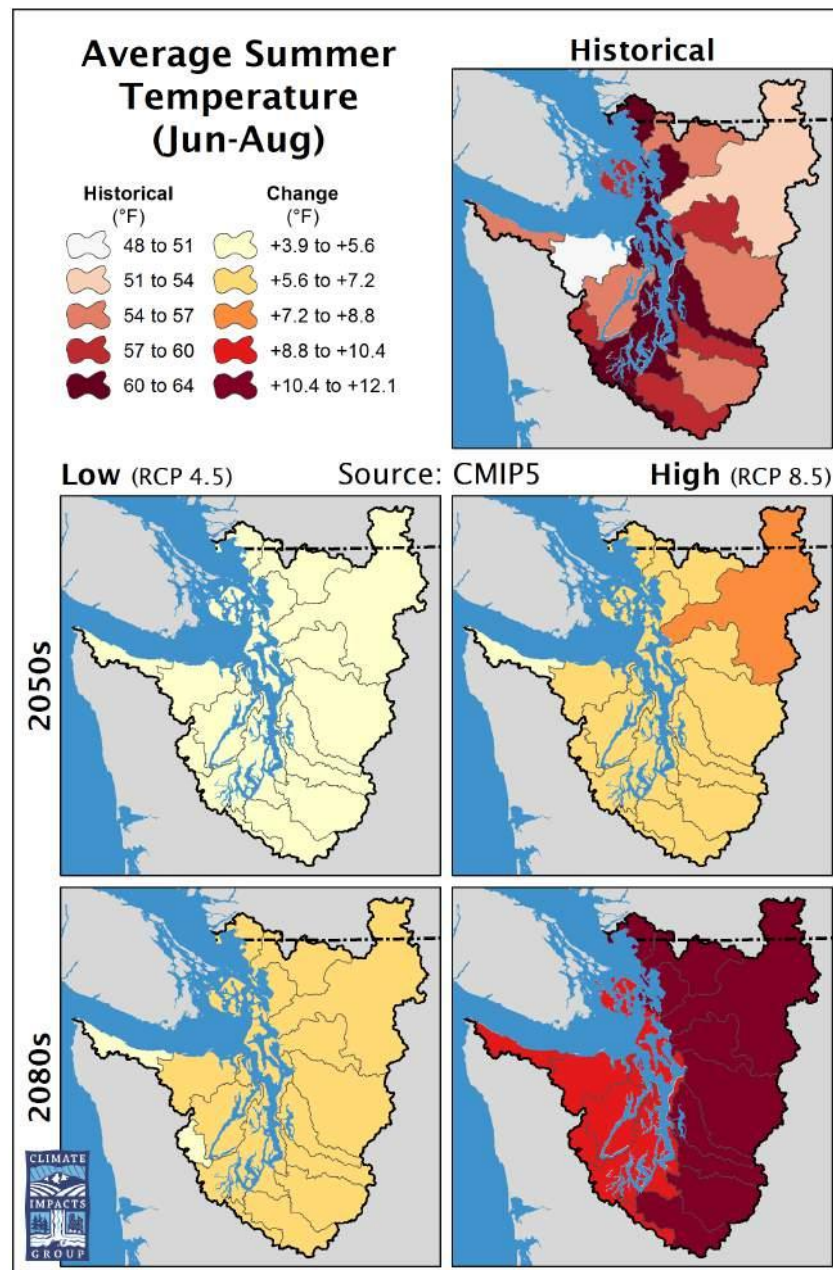 Average Summer
Temperature
(Jun-Aug)
Historical
(°F)
48 to 51
51 to 54
54 to 57
57 to 60
60 to 64
Change
(°F)
+3.9 to +5.6
+5.6 to +7.2
+7.2 to +8.8
+8.8 to +10.4
+10.4 to +12.1
Historical
Low (RCP 4.5)
Source: CMIP5
High (RCP 8.5)
2050s
2080s
CLIMATE
IMPACTS
GROUP